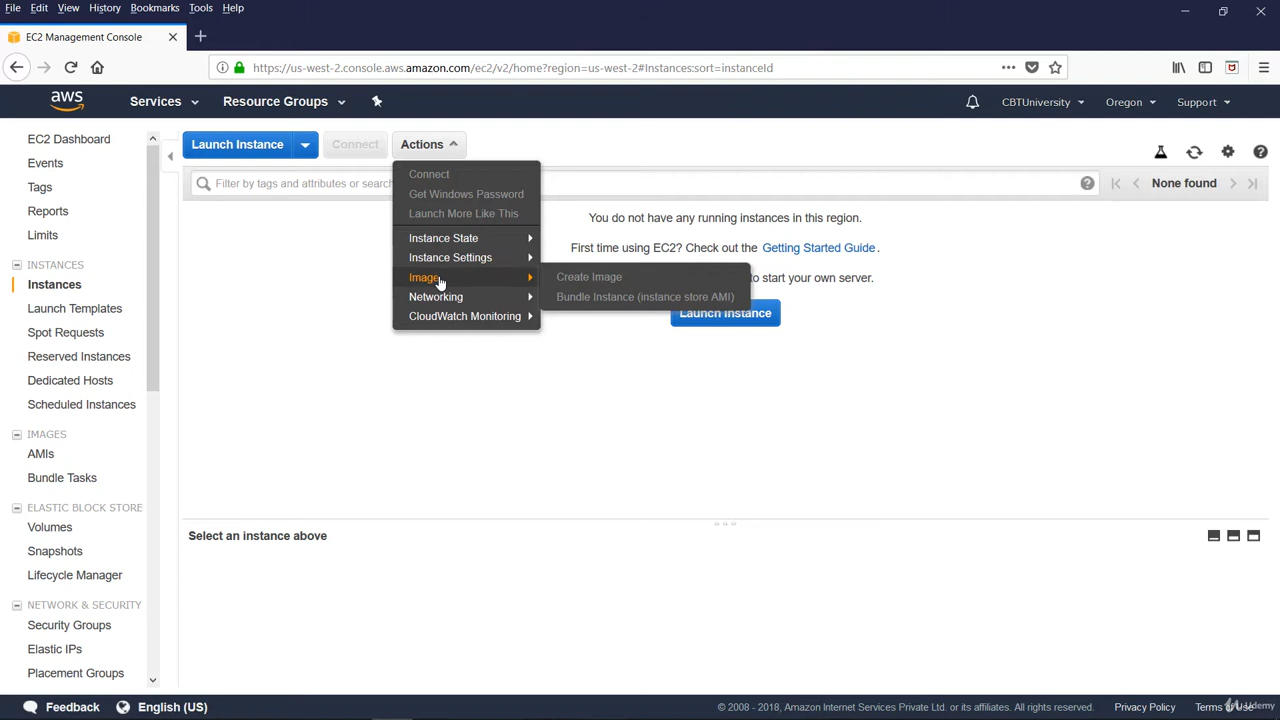 File Edit View History Bookmarks Tools Help
EC2 Management Console
https://us-west-2.console.aws.amazon.com/ec2/v2/home?region=us-west-2#Instances:sort=instanceId
aws Services Resource Groups CBTUniversity Oregon Support
EC2 Dashboard
Events
Tags
Reports
Limits
INSTANCES
Instances
Launch Templates
Spot Requests
Reserved Instances
Dedicated Hosts
Scheduled Instances
IMAGES
AMIs
Bundle Tasks
ELASTIC BLOCK STORE
Volumes
Snapshots
Lifecycle Manager
NETWORK & SECURITY
Security Groups
Elastic IPs
Placement Groups
Launch Instance Connect Actions
Filter by tags and attributes or search
None found
Connect
Get Windows Password
Launch More Like This
Instance State
Instance Settings
Image
Networking
CloudWatch Monitoring
Create Image
Bundle Instance (instance store AMI)
You do not have any running instances in this region.
First time using EC2? Check out the Getting Started Guide.
to start your own server.
Launch Instance
Select an instance above
Feedback English (US) © 2008 - 2018, Amazon Internet Services Private Ltd. or its affiliates. All rights reserved. Privacy Policy Terms of Use
Udemy